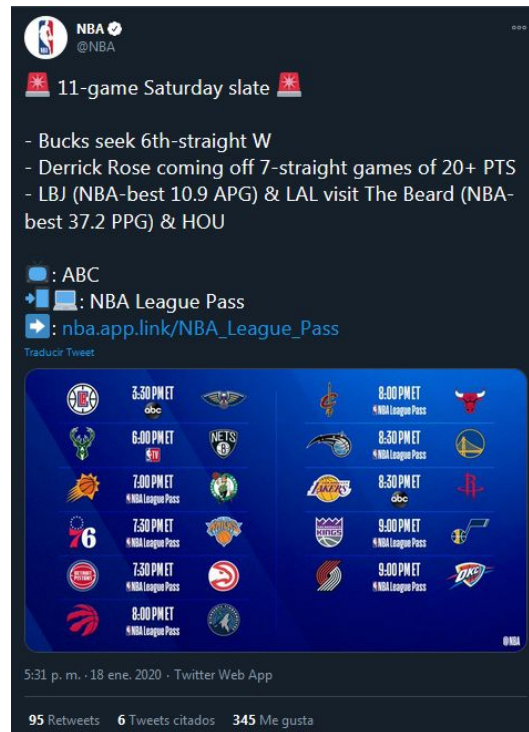 NBA
@NBA
11-game Saturday slate
- Bucks seek 6th-straight W
- Derrick Rose coming off 7-straight games of 20+ PTS
- LBJ (NBA-best 10.9 APG) & LAL visit The Beard (NBA-
best 37.2 PPG) & HOU
: ABC
: NBA League Pass
: nba.app.link/NBA_League_Pass
Traducir Tweet
3:30 PM ET
abc
6:00 PM ET
NETS
B
7:00 PM ET
NBA League Pass
76
7:30 PM ET
NBA League Pass
DETROIT
PISTONS
7:30 PM ET
NBA League Pass
8:00 PM ET
NBA League Pass
8:00 PM ET
NBA League Pass
8:30 PM ET
NBA League Pass
LAKERS
8:30 PM ET
abc
KINGS
9:00 PM ET
NBA League Pass
9:00 PM ET
NBA League Pass
OKC
@NBA
5:31 p. m. · 18 ene. 2020 · Twitter Web App
95 Retweets 6 Tweets citados 345 Me gusta